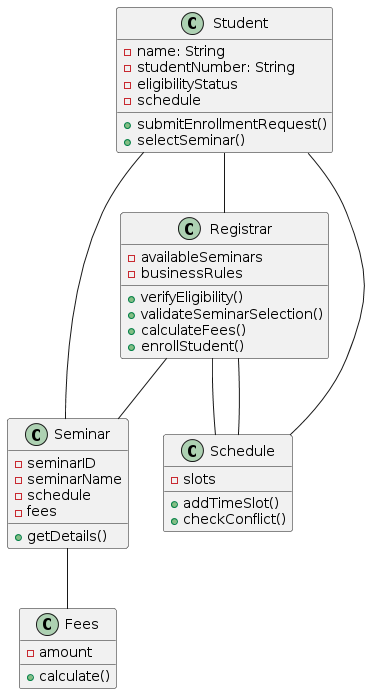 C Student
name: String
studentNumber: String
eligibilityStatus
schedule
submitEnrollmentRequest()
selectSeminar()
C Registrar
availableSeminars
businessRules
verifyEligibility()
validateSeminarSelection()
calculateFees()
enrollStudent()
C Seminar
seminarID
seminarName
schedule
fees
getDetails()
C Schedule
slots
addTimeSlot()
checkConflict()
C Fees
amount
calculate()